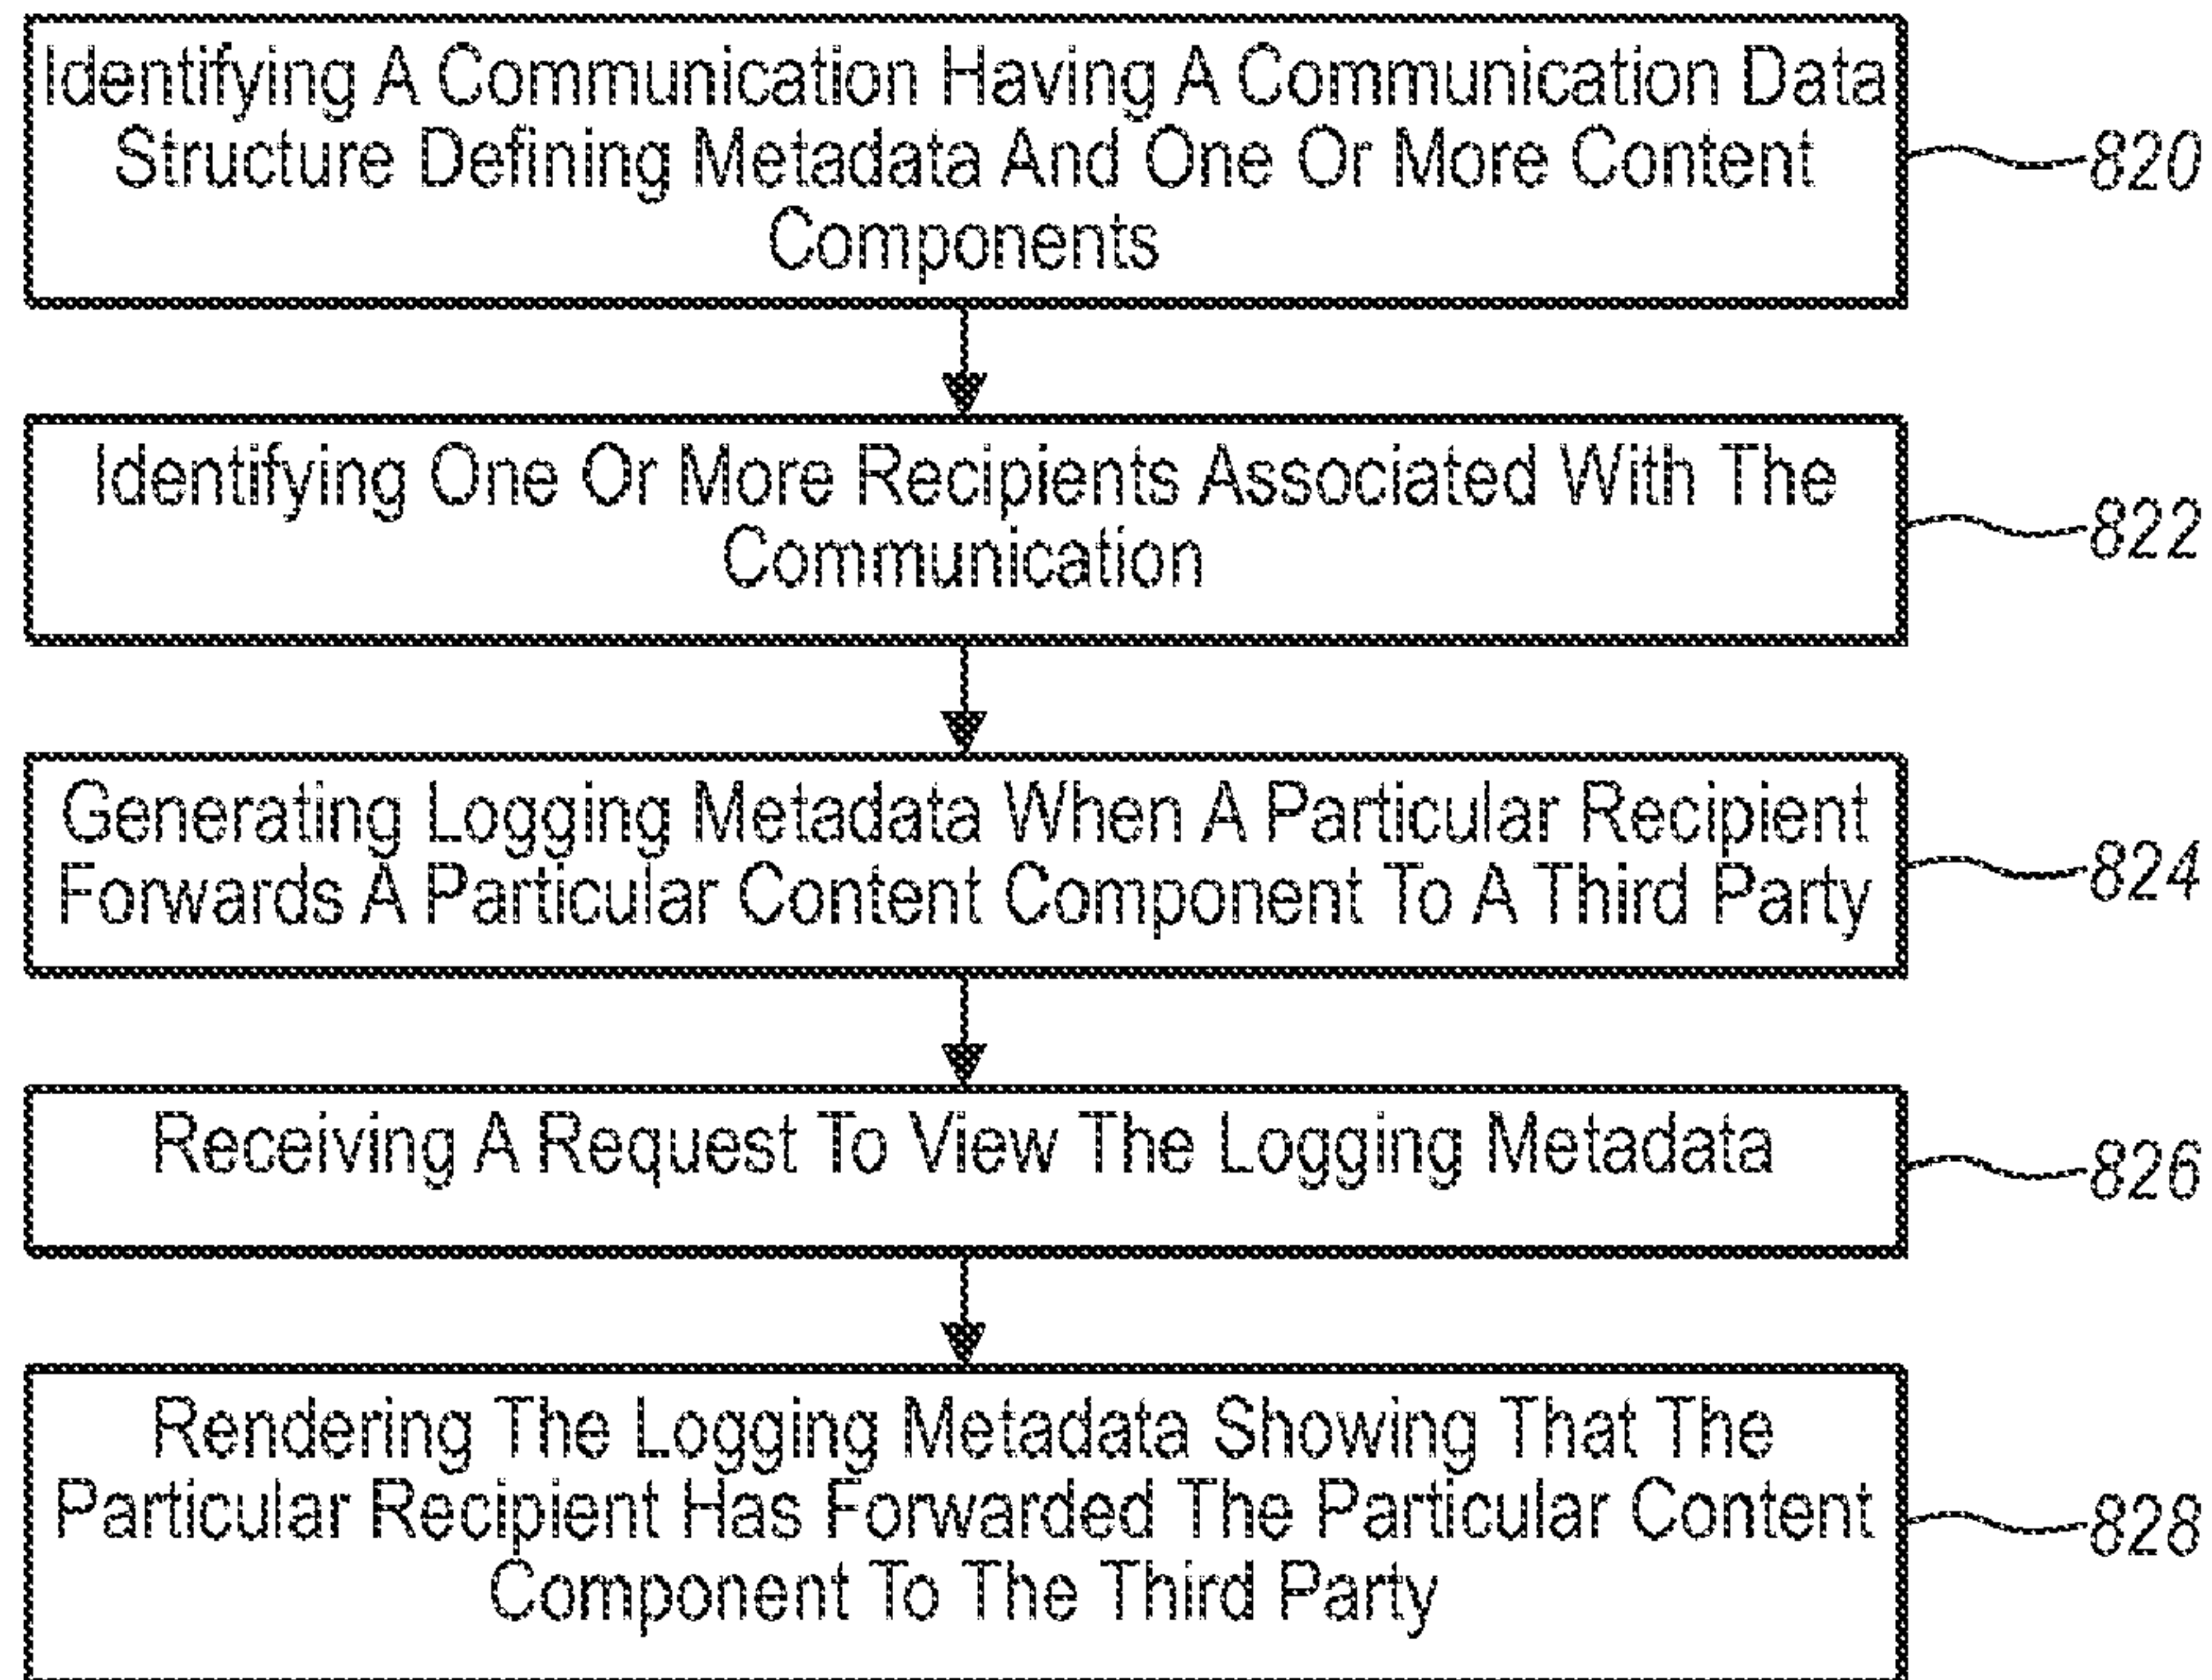 Identifying A Communication Having A Communication Data
Structure Defining Metadata And One Or More Content
Components
820
Identifying One Or More Recipients Associated With The
Communication
822
Generating Logging Metadata When A Particular Recipient
Forwards A Particular Content Component To A Third Party
824
Receiving A Request To View The Logging Metadata
826
Rendering The Logging Metadata Showing That The
Particular Recipient Has Forwarded The Particular Content
Component To The Third Party
828